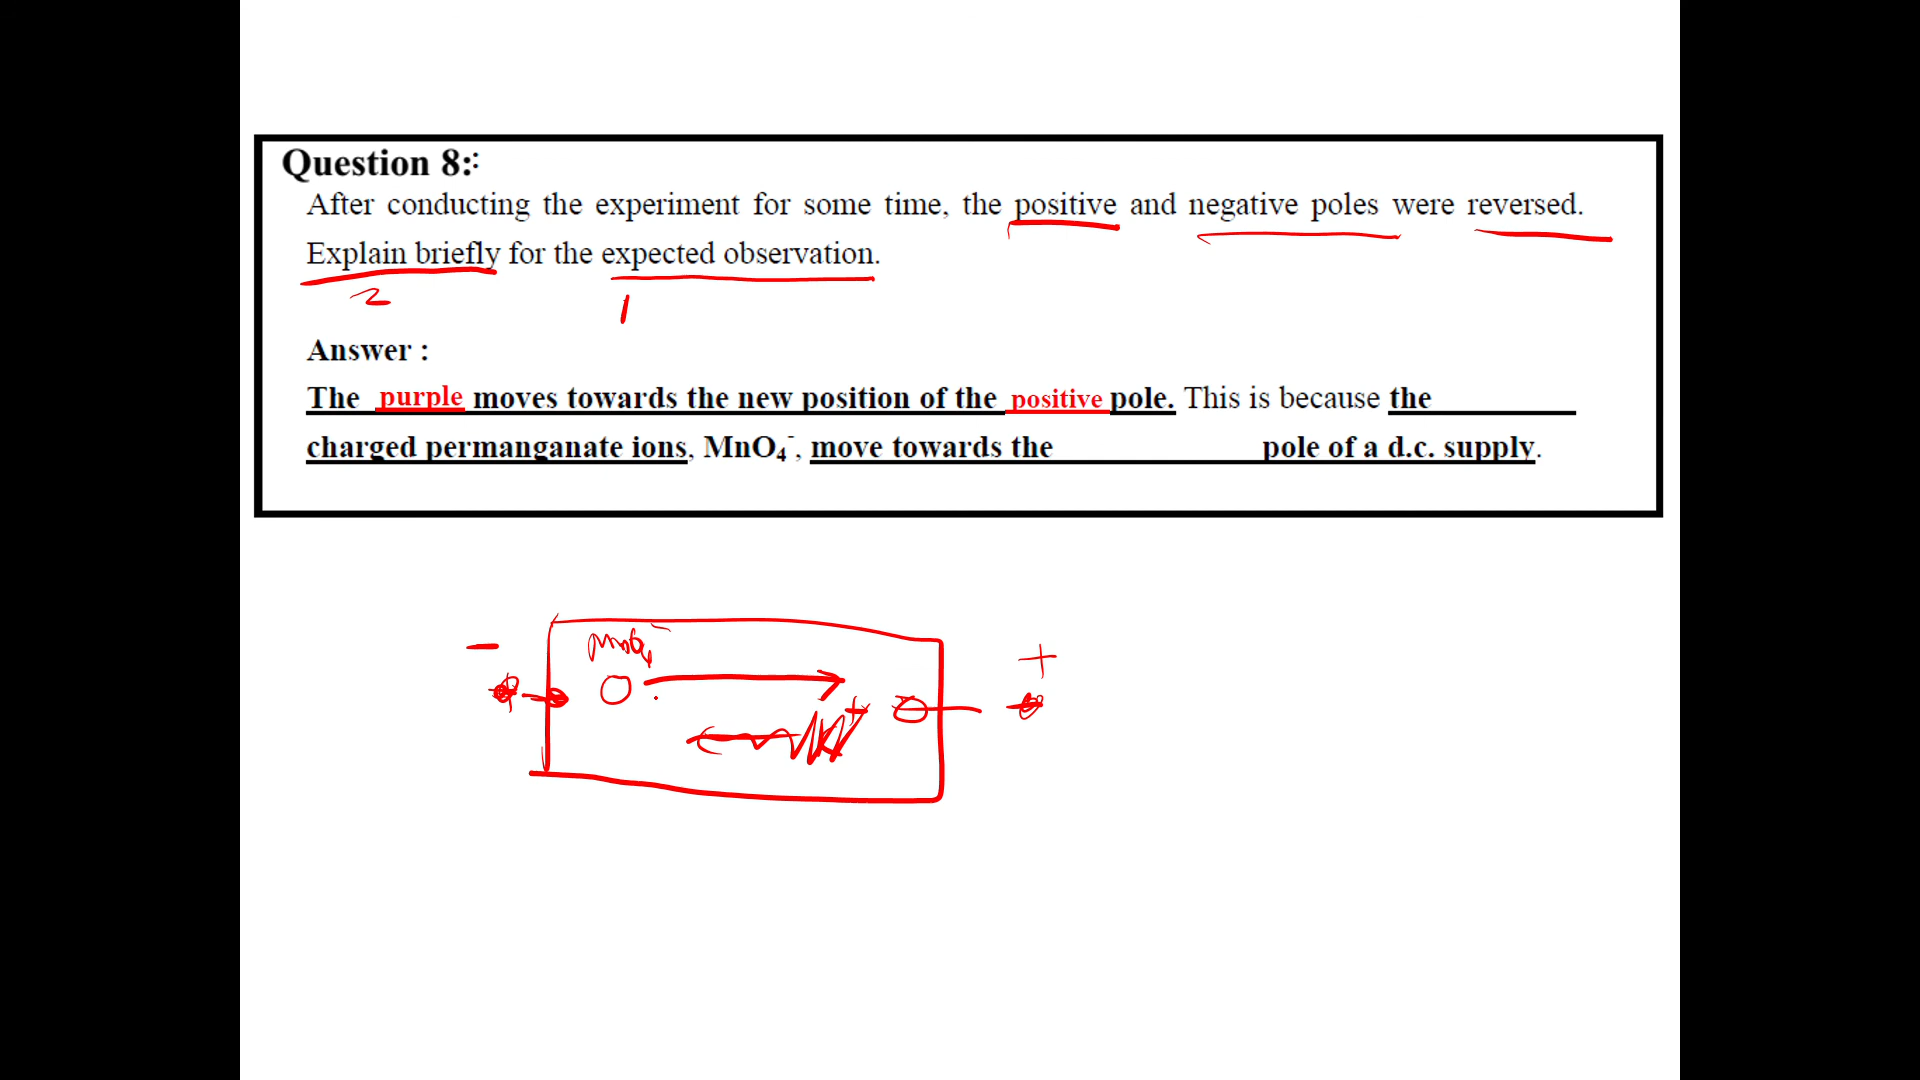 Question 8::
After conducting the experiment for some time, the positive and negative poles were reversed.
Explain briefly for the expected observation.
2
1
Answer :
The purple moves towards the new position of the positive pole. This is because the
charged permanganate ions, MnO₄⁻, move towards the pole of a d.c. supply.
MnO₄⁻
- +
+